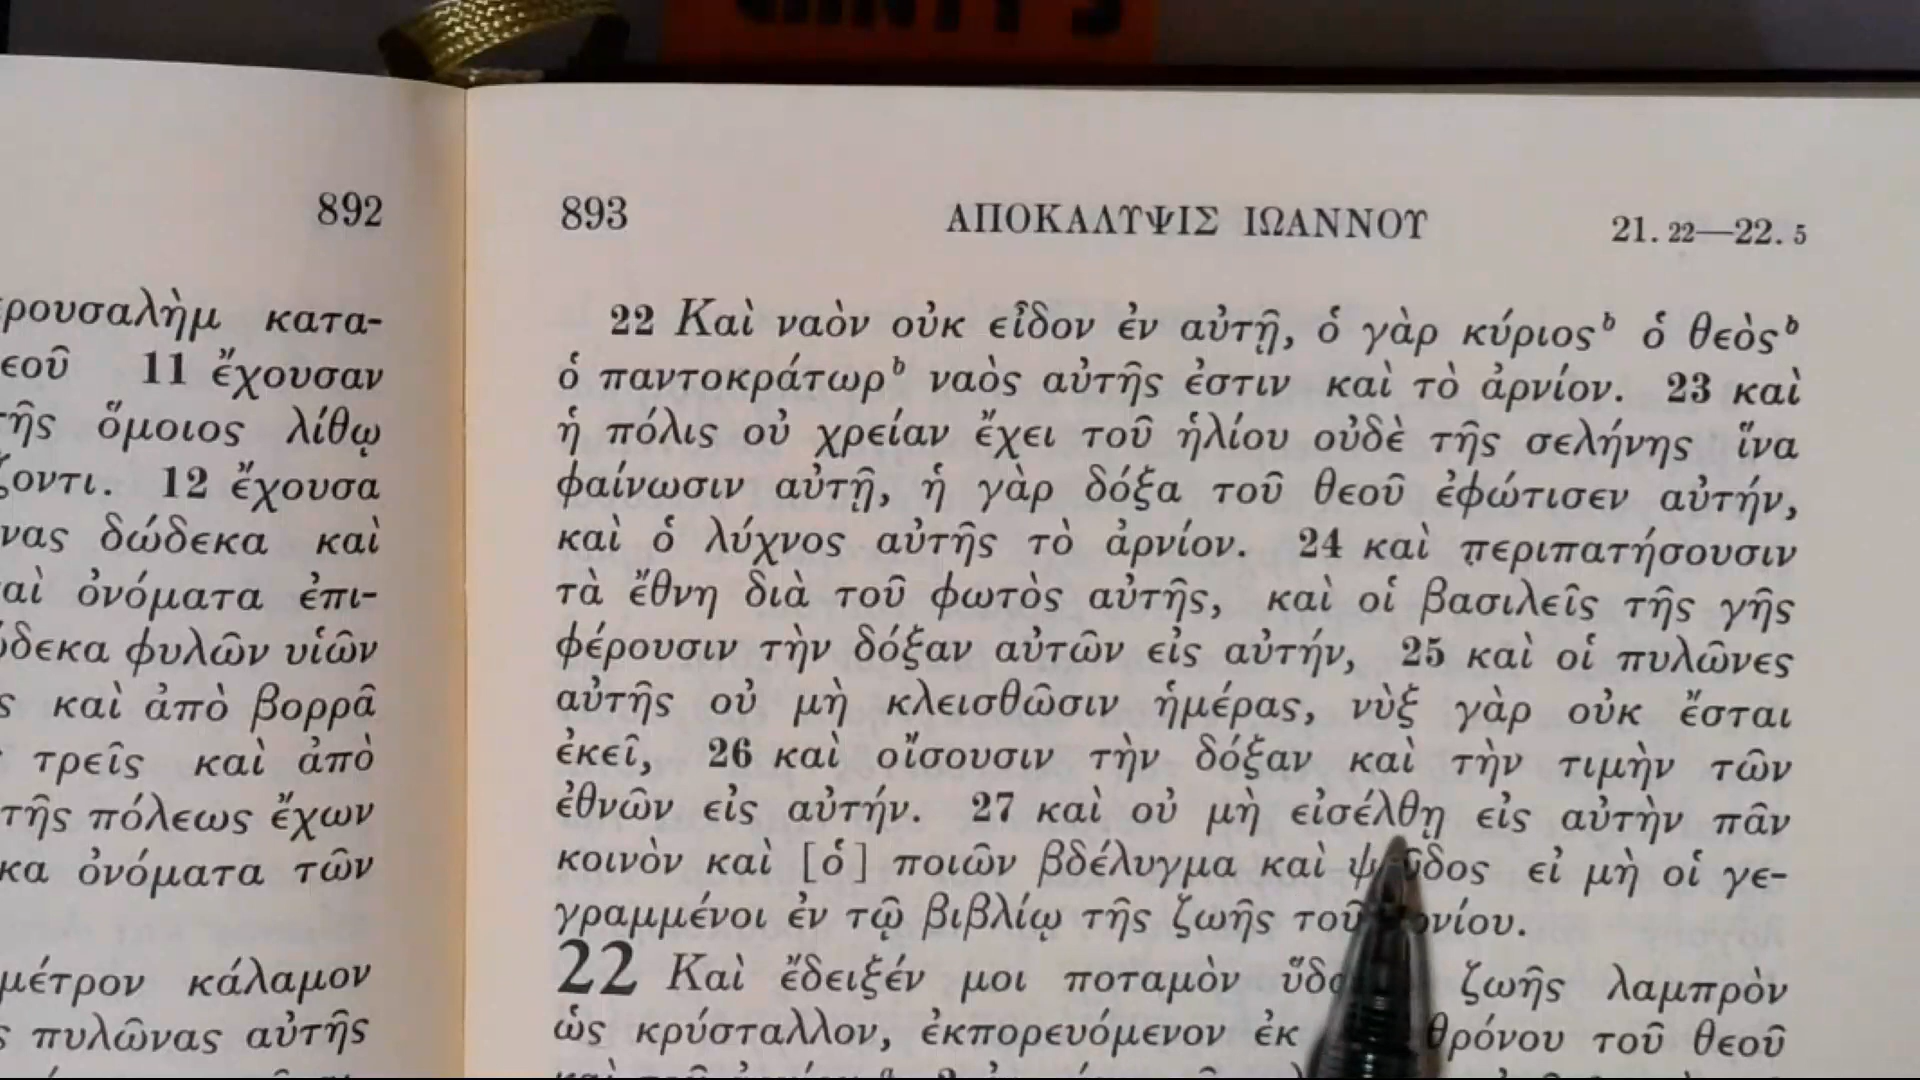 892
ρουσαλὴμ κατα-
εοῦ 11 ἔχουσαν
τῆς ὅμοιος λίθῳ
ζοντι. 12 ἔχουσα
νας δώδεκα καὶ
αὶ ὀνόματα ἐπι-
ώδεκα φυλῶν υἱῶν
ς καὶ ἀπὸ βορρᾶ
τρεῖς καὶ ἀπὸ
τῆς πόλεως ἔχων
κα ὀνόματα τῶν
μέτρον κάλαμον
ς πυλῶνας αὐτῆς
893 ΑΠΟΚΑΛΥΨΙΣ ΙΩΑΝΝΟΥ 21. 22—22. 5
22 Καὶ ναὸν οὐκ εἶδον ἐν αὐτῇ, ὁ γὰρ κύριοςᵇ ὁ θεὸςᵇ
ὁ παντοκράτωρᵇ ναὸς αὐτῆς ἐστιν καὶ τὸ ἀρνίον. 23 καὶ
ἡ πόλις οὐ χρείαν ἔχει τοῦ ἡλίου οὐδὲ τῆς σελήνης ἵνα
φαίνωσιν αὐτῇ, ἡ γὰρ δόξα τοῦ θεοῦ ἐφώτισεν αὐτήν,
καὶ ὁ λύχνος αὐτῆς τὸ ἀρνίον. 24 καὶ περιπατήσουσιν
τὰ ἔθνη διὰ τοῦ φωτὸς αὐτῆς, καὶ οἱ βασιλεῖς τῆς γῆς
φέρουσιν τὴν δόξαν αὐτῶν εἰς αὐτήν, 25 καὶ οἱ πυλῶνες
αὐτῆς οὐ μὴ κλεισθῶσιν ἡμέρας, νὺξ γὰρ οὐκ ἔσται
ἐκεῖ, 26 καὶ οἴσουσιν τὴν δόξαν καὶ τὴν τιμὴν τῶν
ἐθνῶν εἰς αὐτήν. 27 καὶ οὐ μὴ εἰσέλθῃ εἰς αὐτὴν πᾶν
κοινὸν καὶ [ὁ] ποιῶν βδέλυγμα καὶ ψεῦδος εἰ μὴ οἱ γε-
γραμμένοι ἐν τῷ βιβλίῳ τῆς ζωῆς τοῦ
22 Καὶ ἔδειξέν μοι ποταμὸν ζωῆς λαμπρὸν
ὡς κρύσταλλον, ἐκπορευόμενον ἐκ θρόνου τοῦ θεοῦ